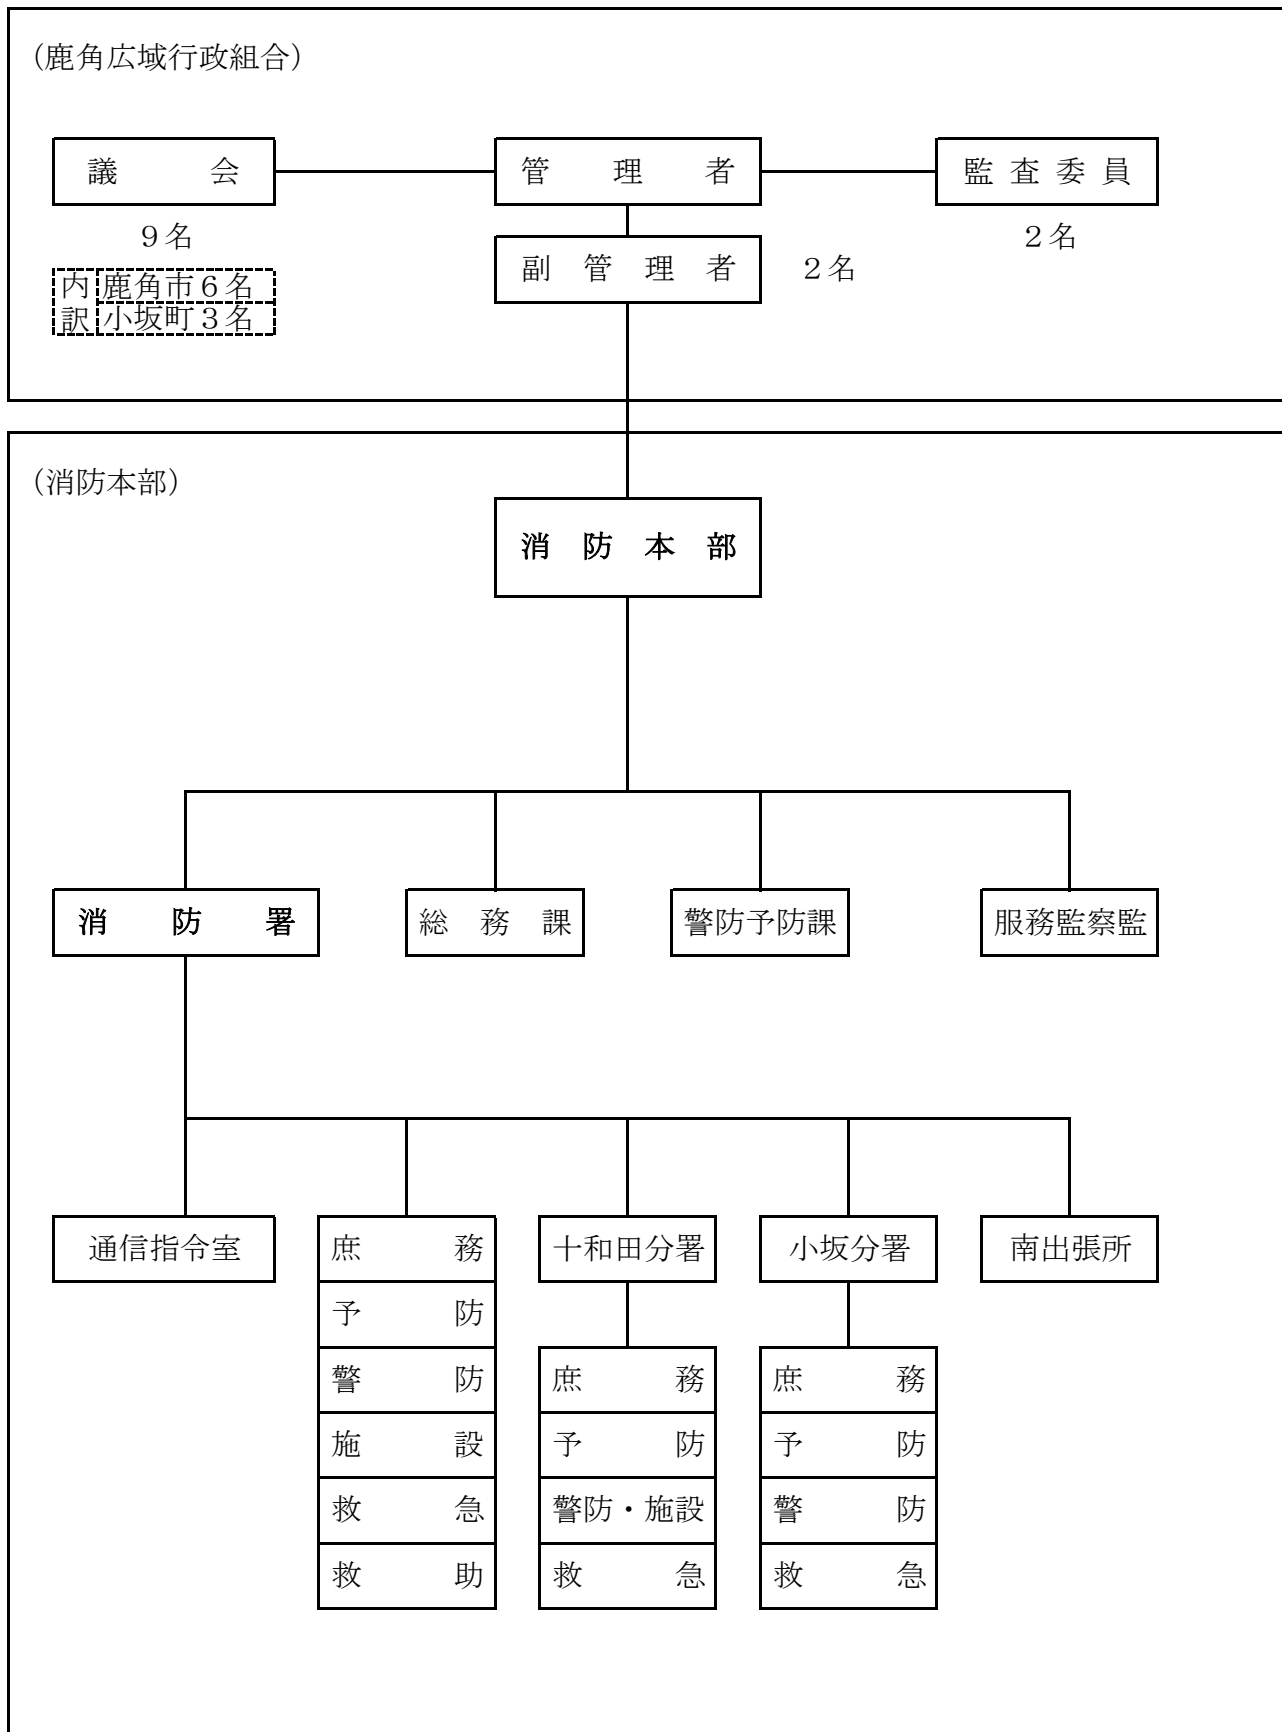 (鹿角広域行政組合)
議会
管理者
監査委員
９名
２名
副管理者
２名
内訳
鹿角市６名
小坂町３名
(消防本部)
消防本部
消防署
総務課
警防予防課
服務監察監
通信指令室
庶務
十和田分署
小坂分署
南出張所
予防
警防
施設
救急
救助
庶務
予防
警防・施設
救急
庶務
予防
警防
救急